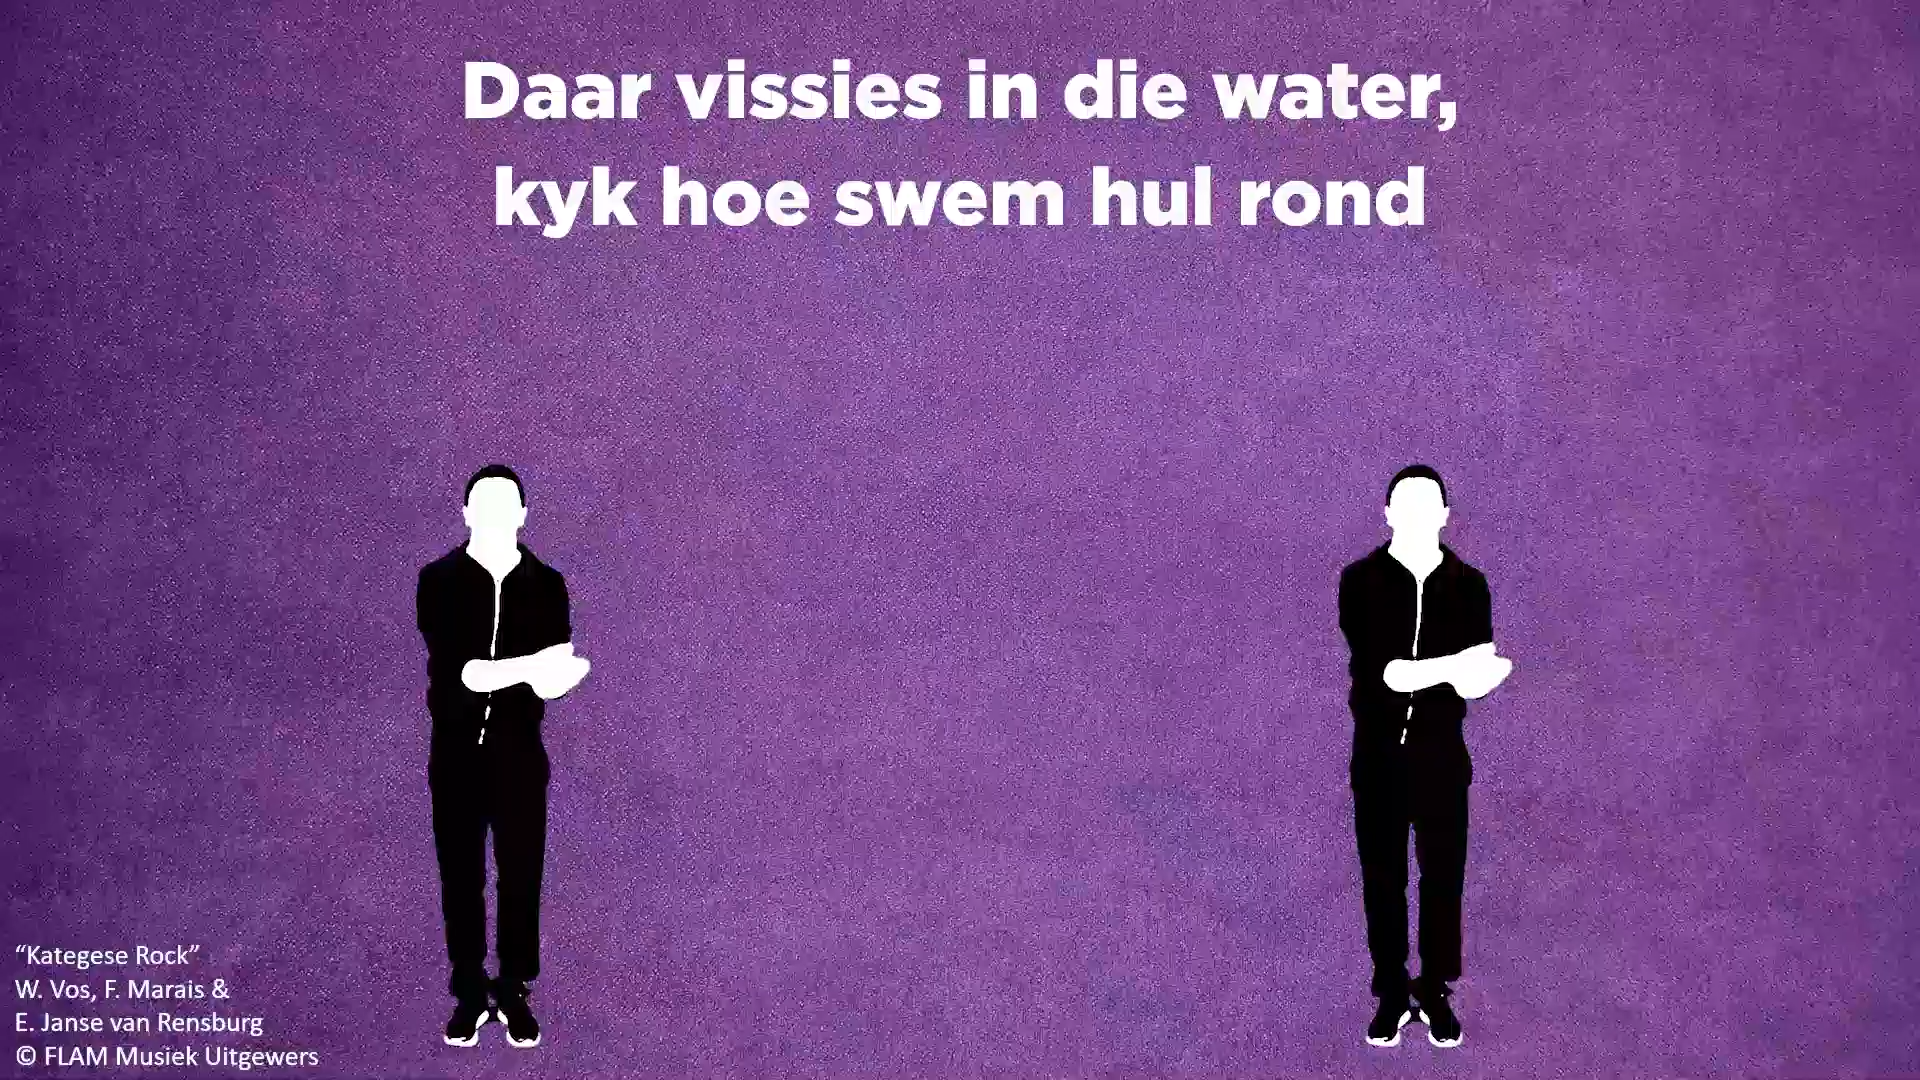 Daar vissies in die water,
kyk hoe swem hul rond
“Kategese Rock”
W. Vos, F. Marais &
E. Janse van Rensburg
© FLAM Musiek Uitgewers